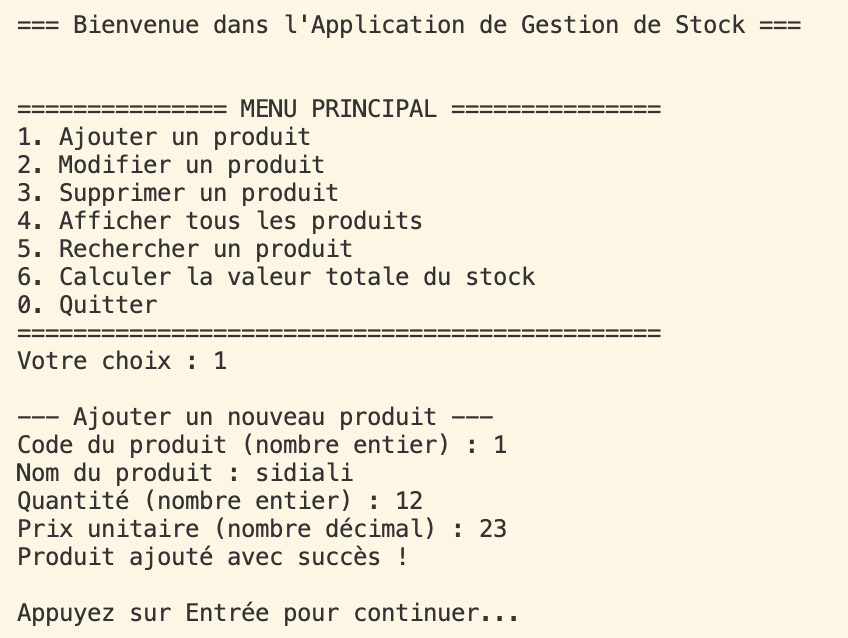 === Bienvenue dans l'Application de Gestion de Stock ===
=============== MENU PRINCIPAL ===============
1. Ajouter un produit
2. Modifier un produit
3. Supprimer un produit
4. Afficher tous les produits
5. Rechercher un produit
6. Calculer la valeur totale du stock
0. Quitter
==============================================
Votre choix : 1
--- Ajouter un nouveau produit ---
Code du produit (nombre entier) : 1
Nom du produit : sidiali
Quantité (nombre entier) : 12
Prix unitaire (nombre décimal) : 23
Produit ajouté avec succès !
Appuyez sur Entrée pour continuer...